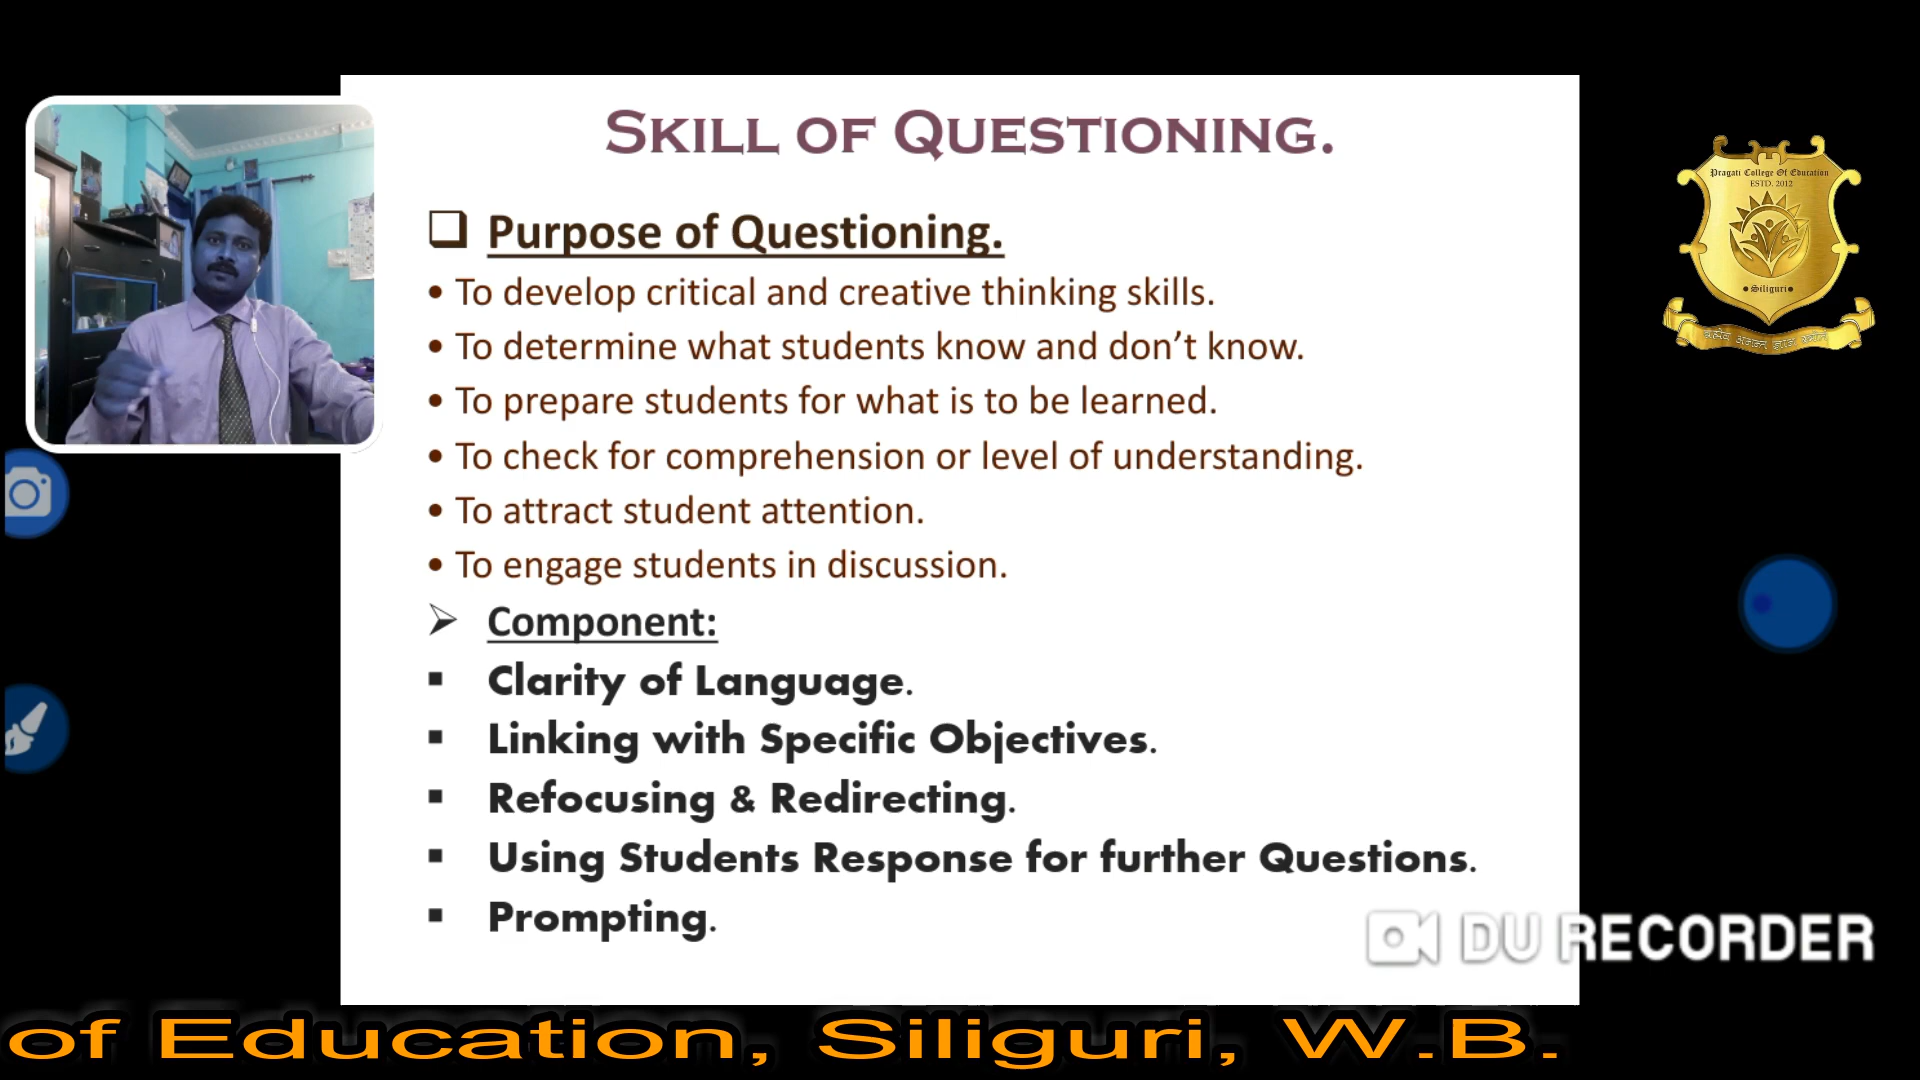 SKILL OF QUESTIONING.
Purpose of Questioning.
• To develop critical and creative thinking skills.
• To determine what students know and don’t know.
• To prepare students for what is to be learned.
• To check for comprehension or level of understanding.
• To attract student attention.
• To engage students in discussion.
Component:
Clarity of Language.
Linking with Specific Objectives.
Refocusing & Redirecting.
Using Students Response for further Questions.
Prompting.
Pragati College Of Education
ESTD. 2012
•Siliguri•
DU RECORDER
of Education, Siliguri, W.B.